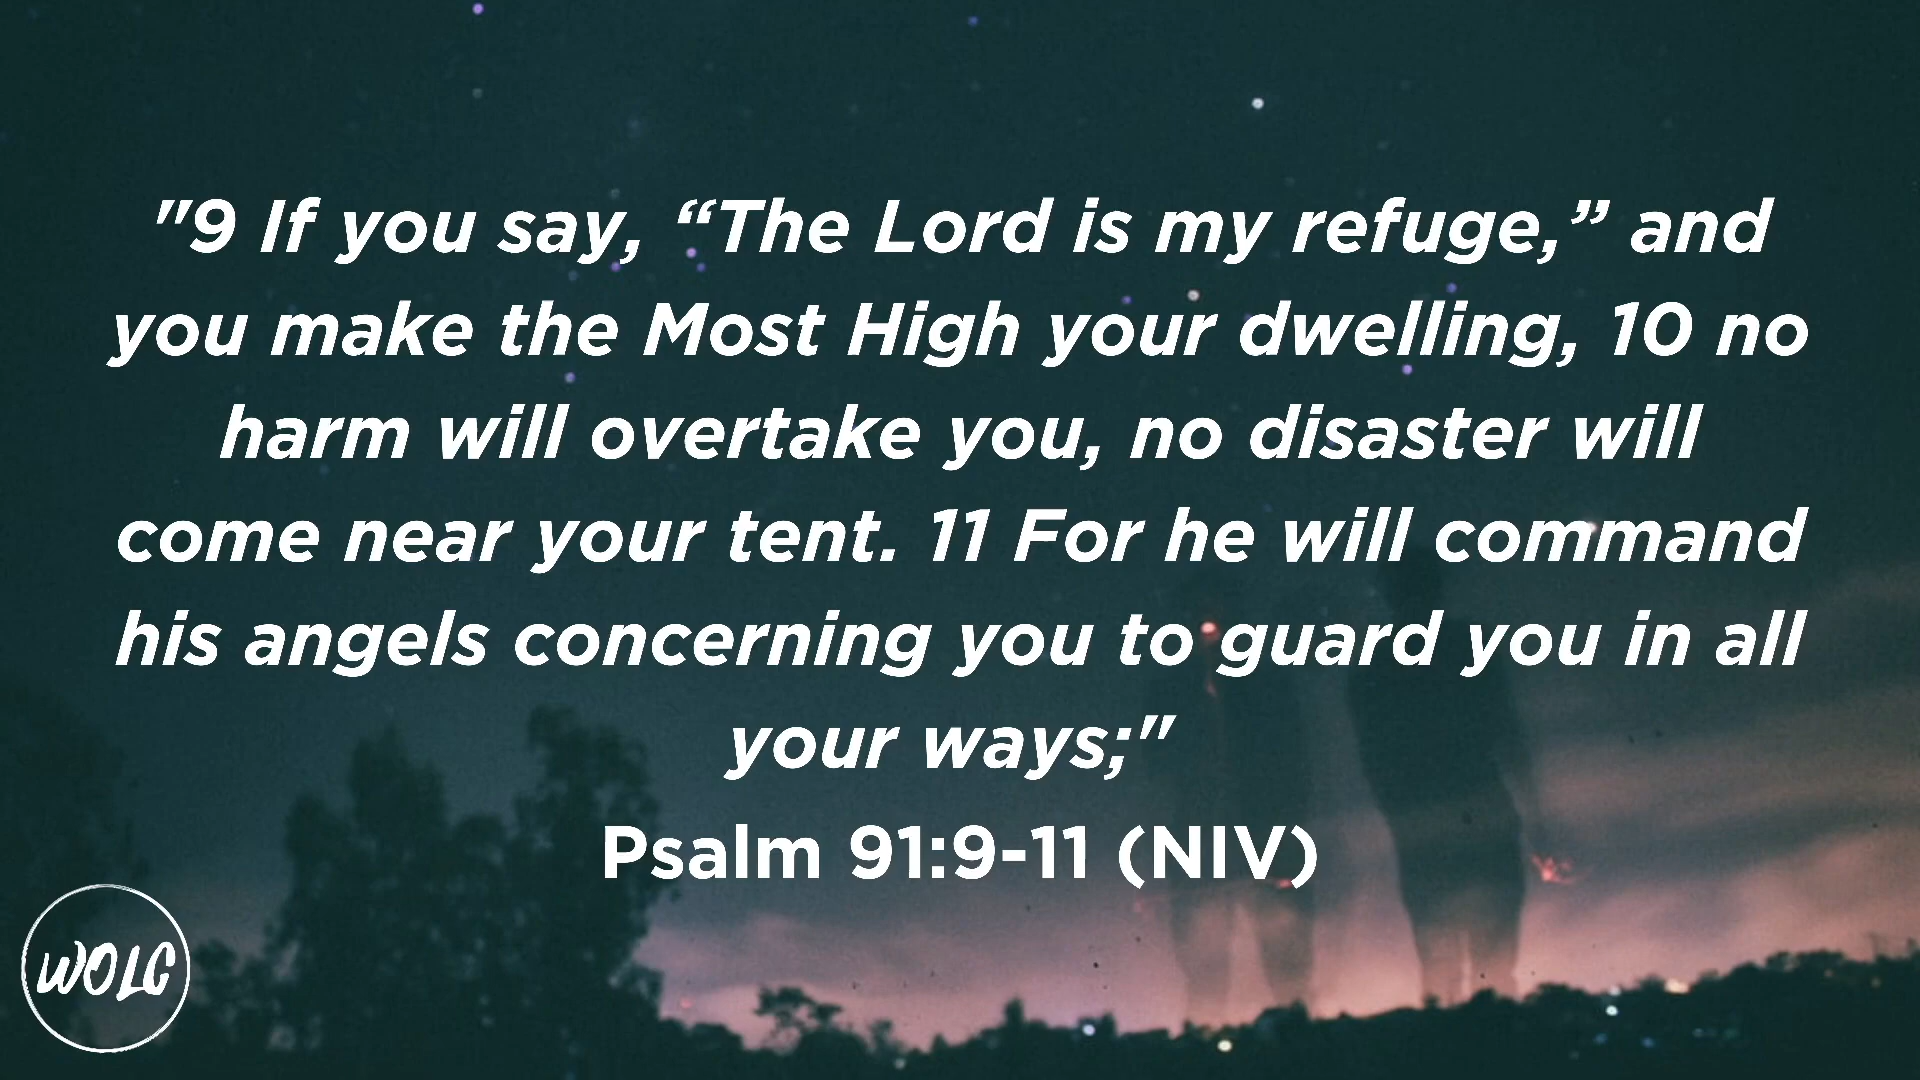 "9 If you say, “The Lord is my refuge,” and
you make the Most High your dwelling, 10 no
harm will overtake you, no disaster will
come near your tent. 11 For he will command
his angels concerning you to guard you in all
your ways;"
Psalm 91:9-11 (NIV)
WOLC